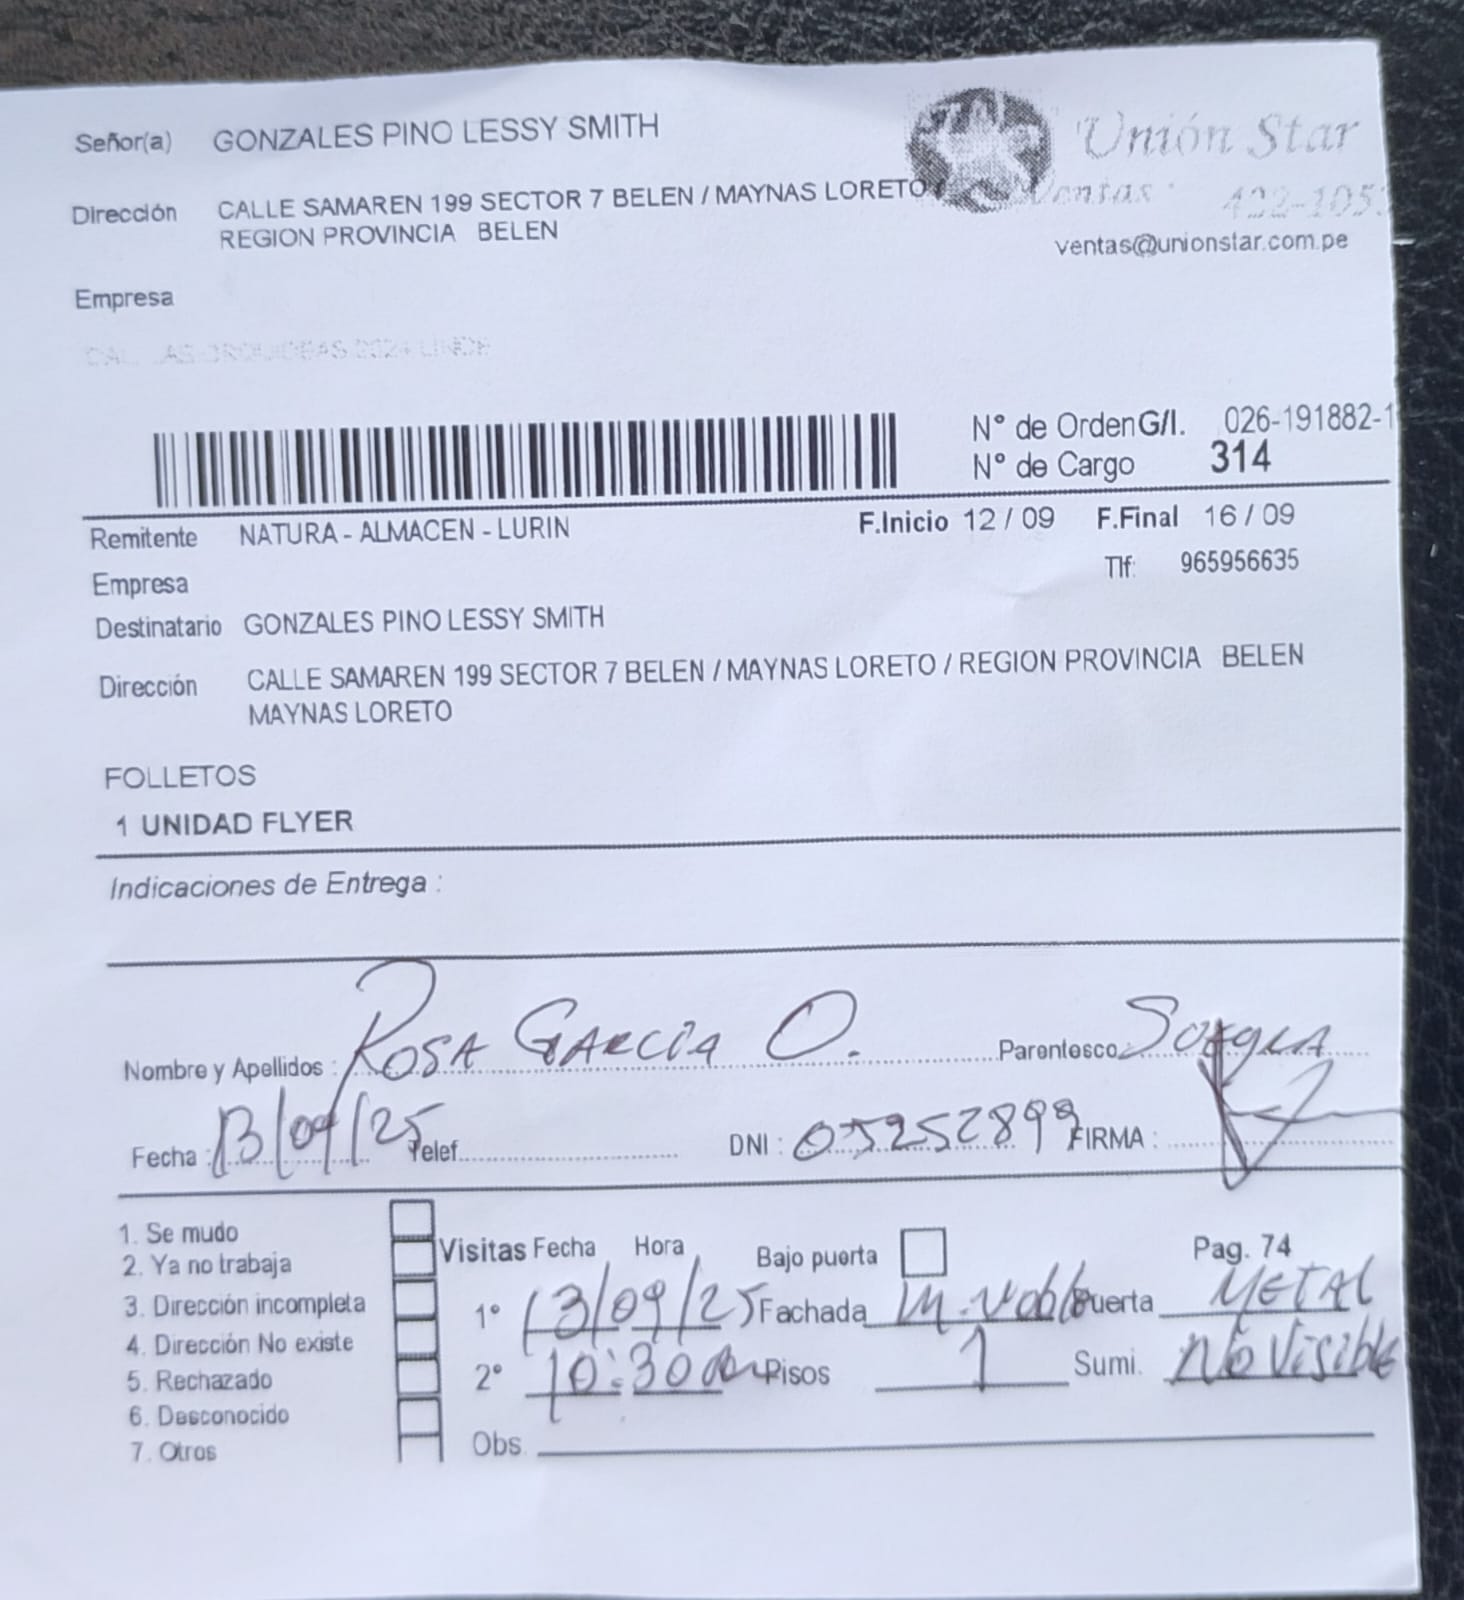 Señor(a) GONZALES PINO LESSY SMITH
Unión Star
Dirección CALLE SAMAREN 199 SECTOR 7 BELEN / MAYNAS LORETO /
Ventas: 422-105
REGION PROVINCIA BELEN
ventas@unionstar.com.pe
Empresa
N° de Orden G/I. 026-191882-1
N° de Cargo 314
Remitente NATURA - ALMACEN - LURIN F.Inicio 12 / 09 F.Final 16 / 09
Empresa Tlf: 965956635
Destinatario GONZALES PINO LESSY SMITH
Dirección CALLE SAMAREN 199 SECTOR 7 BELEN / MAYNAS LORETO / REGION PROVINCIA BELEN
MAYNAS LORETO
FOLLETOS
1 UNIDAD FLYER
Indicaciones de Entrega :
Nombre y Apellidos : ROSA GARCÍA O. Parentesco: SUEGRA
Fecha : 13/09/25 Telef. DNI : 05252899 FIRMA :
1. Se mudo
2. Ya no trabaja
3. Dirección incompleta
4. Dirección No existe
5. Rechazado
6. Desconocido
7. Otros
Visitas Fecha Hora Bajo puerta Pag. 74
1° 13/09/25 Fachada M. Noble Puerta METAL
2° 10:30am Pisos 1 Sumi. No Visible
Obs.